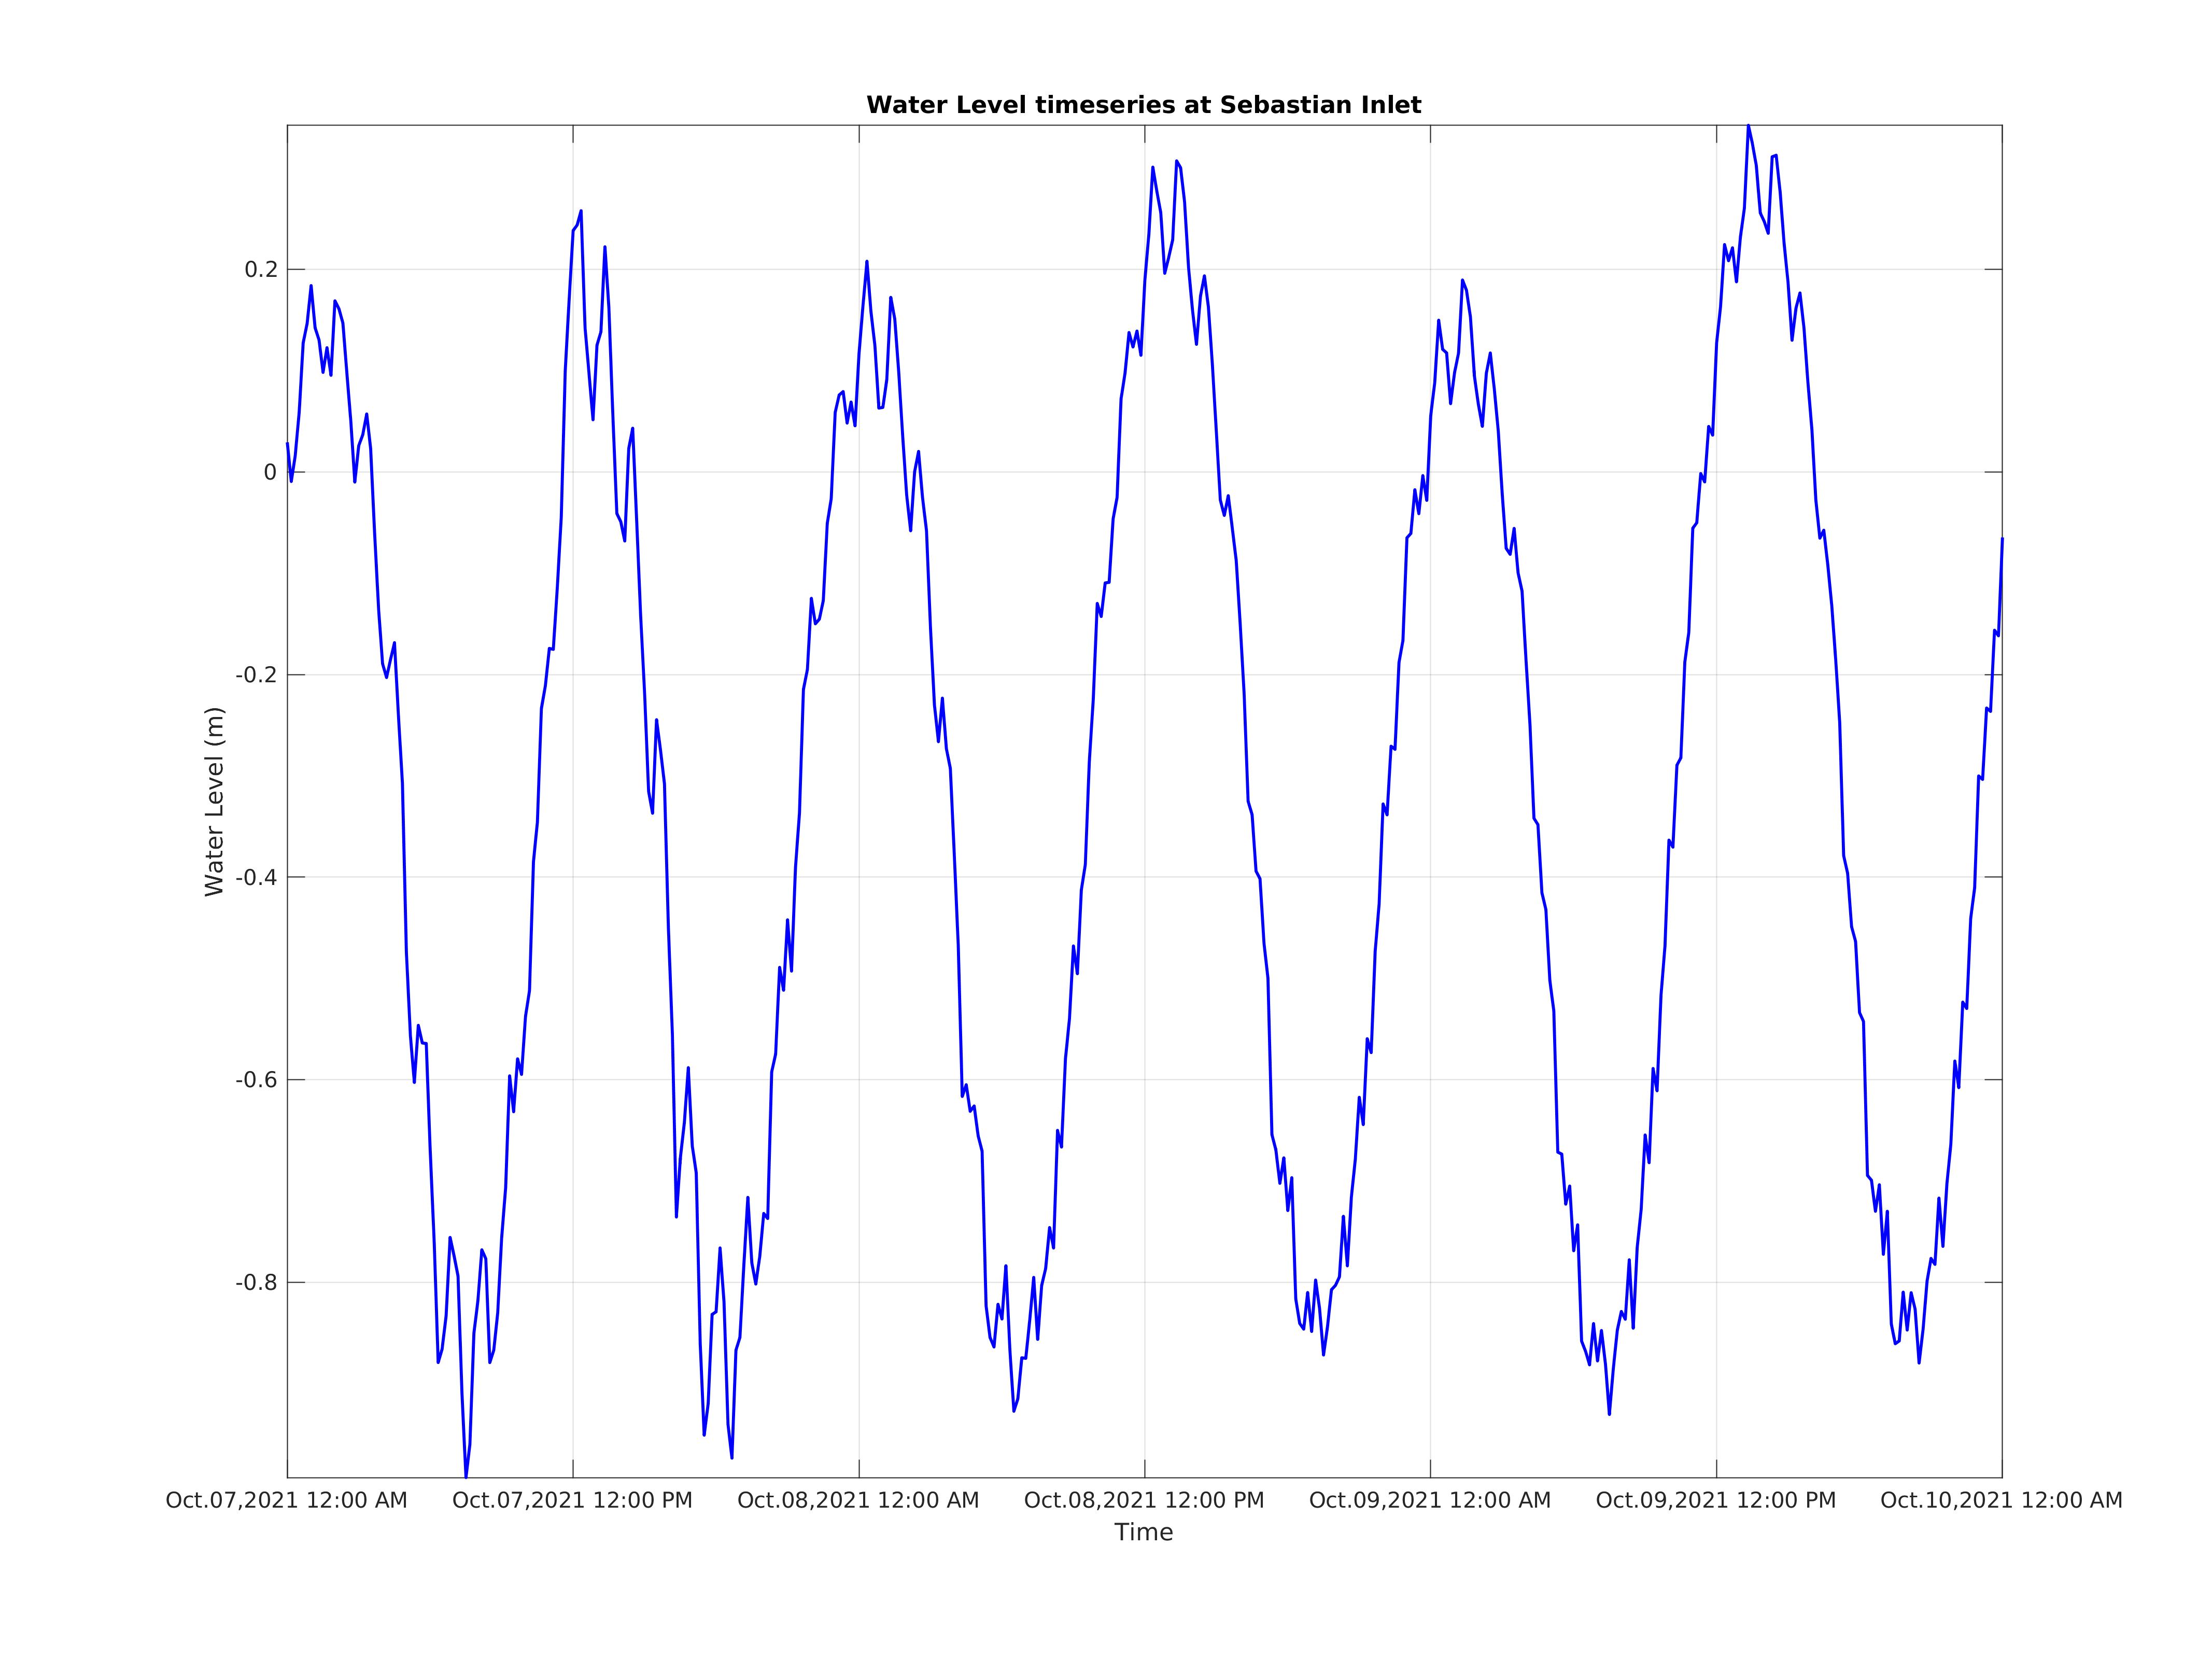 Water Level timeseries at Sebastian Inlet
0.2
0
-0.2
-0.4
-0.6
-0.8
Water Level (m)
Oct.07,2021 12:00 AM
Oct.07,2021 12:00 PM
Oct.08,2021 12:00 AM
Oct.08,2021 12:00 PM
Oct.09,2021 12:00 AM
Oct.09,2021 12:00 PM
Oct.10,2021 12:00 AM
Time